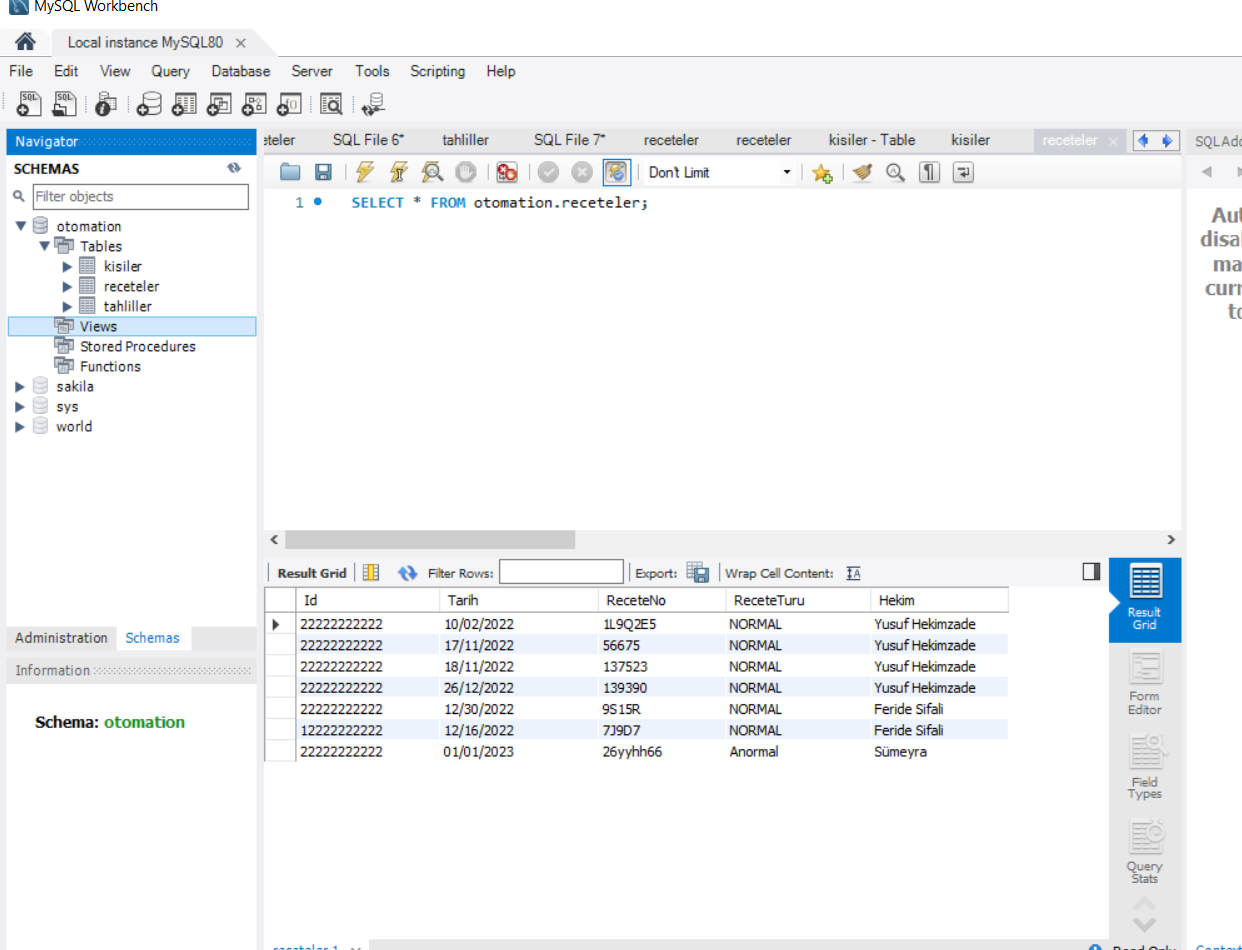 MySQL Workbench
Local instance MySQL80
File Edit View Query Database Server Tools Scripting Help
Navigator
SCHEMAS
Filter objects
otomation
Tables
kisiler
receteler
tahliller
Views
Stored Procedures
Functions
sakila
sys
world
Administration Schemas
Information
Schema: otomation
eteler SQL File 6* tahliller SQL File 7* receteler receteler kisiler - Table kisiler receteler
Don't Limit
1 SELECT * FROM otomation.receteler;
Result Grid Filter Rows: Export: Wrap Cell Content:
Id Tarih ReceteNo ReceteTuru Hekim
22222222222 10/02/2022 1L9Q2E5 NORMAL Yusuf Hekimzade
22222222222 17/11/2022 56675 NORMAL Yusuf Hekimzade
22222222222 18/11/2022 137523 NORMAL Yusuf Hekimzade
22222222222 26/12/2022 139390 NORMAL Yusuf Hekimzade
22222222222 12/30/2022 9S15R NORMAL Feride Sifali
12222222222 12/16/2022 7J9D7 NORMAL Feride Sifali
22222222222 01/01/2023 26yyhh66 Anormal Sümeyra
Result
Grid
Form
Editor
Field
Types
Query
Stats
receteler 1
Read Only
Context
SQLAdd
Aut
disal
ma
curr
to